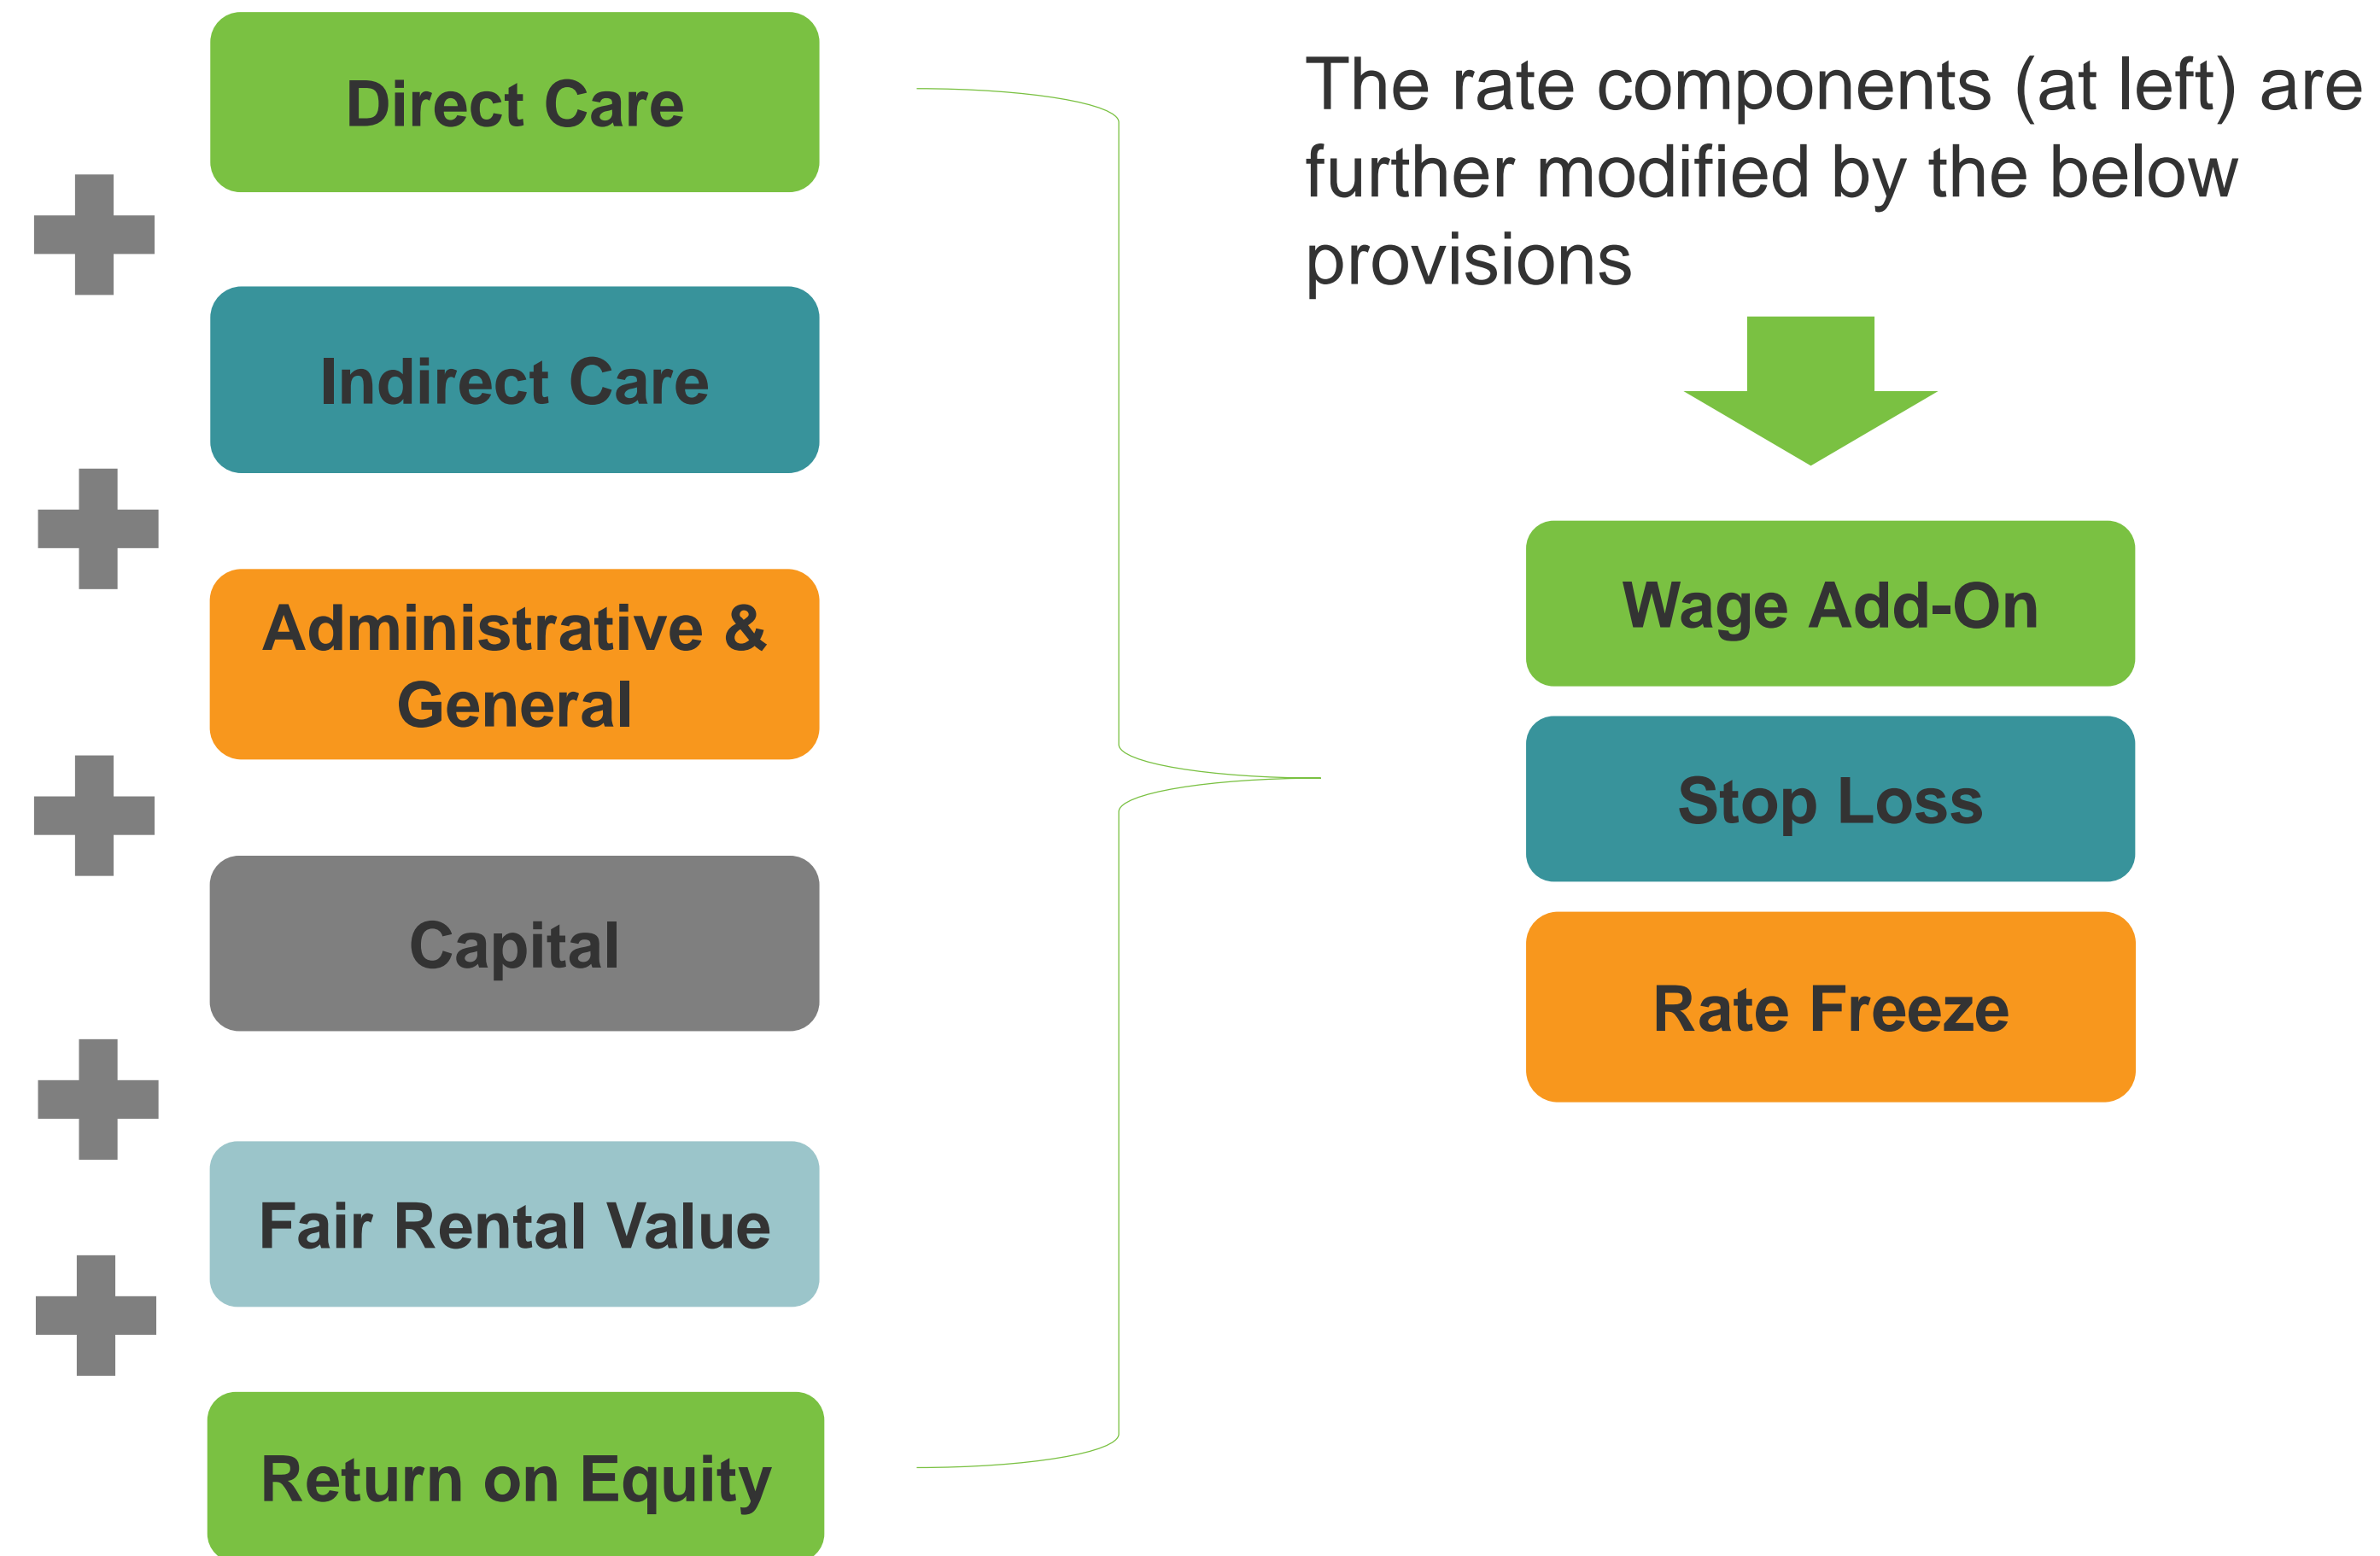 Direct Care
Indirect Care
Administrative &
General
Capital
Fair Rental Value
Return on Equity
The rate components (at left) are
further modified by the below
provisions
Wage Add-On
Stop Loss
Rate Freeze